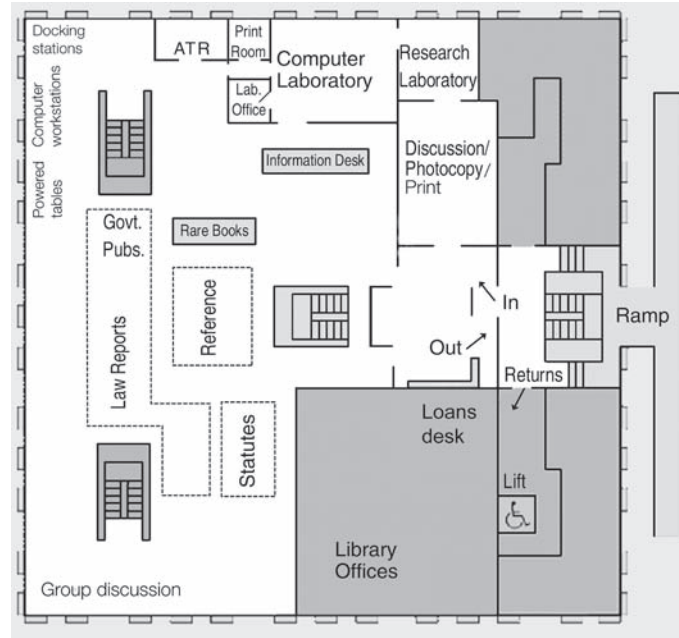 Docking
stations
ATR
Print
Room
Computer
Laboratory
Research
Laboratory
Lab.
Office
Computer
workstations
Powered
tables
Information Desk
Discussion/
Photocopy/
Print
Govt.
Pubs.
Rare Books
Law Reports
Reference
In
Out
Ramp
Returns
Loans
desk
Statutes
Lift
Library
Offices
Group discussion